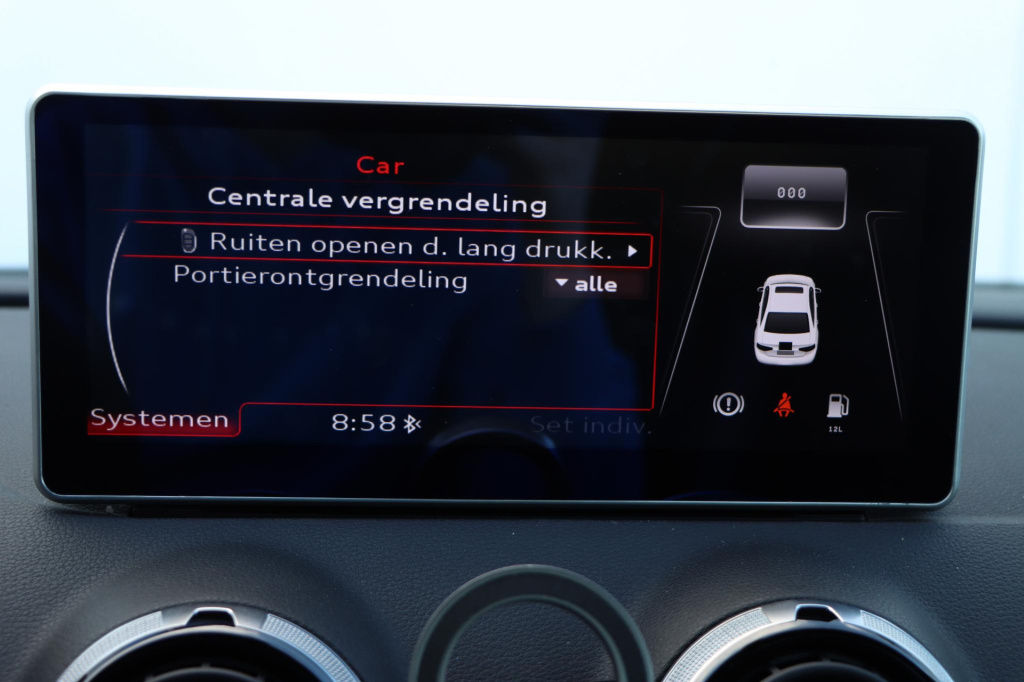 Car
Centrale vergrendeling
Ruiten openen d. lang drukk.
Portierontgrendeling alle
Systemen 8:58 Set indiv.
000
12L